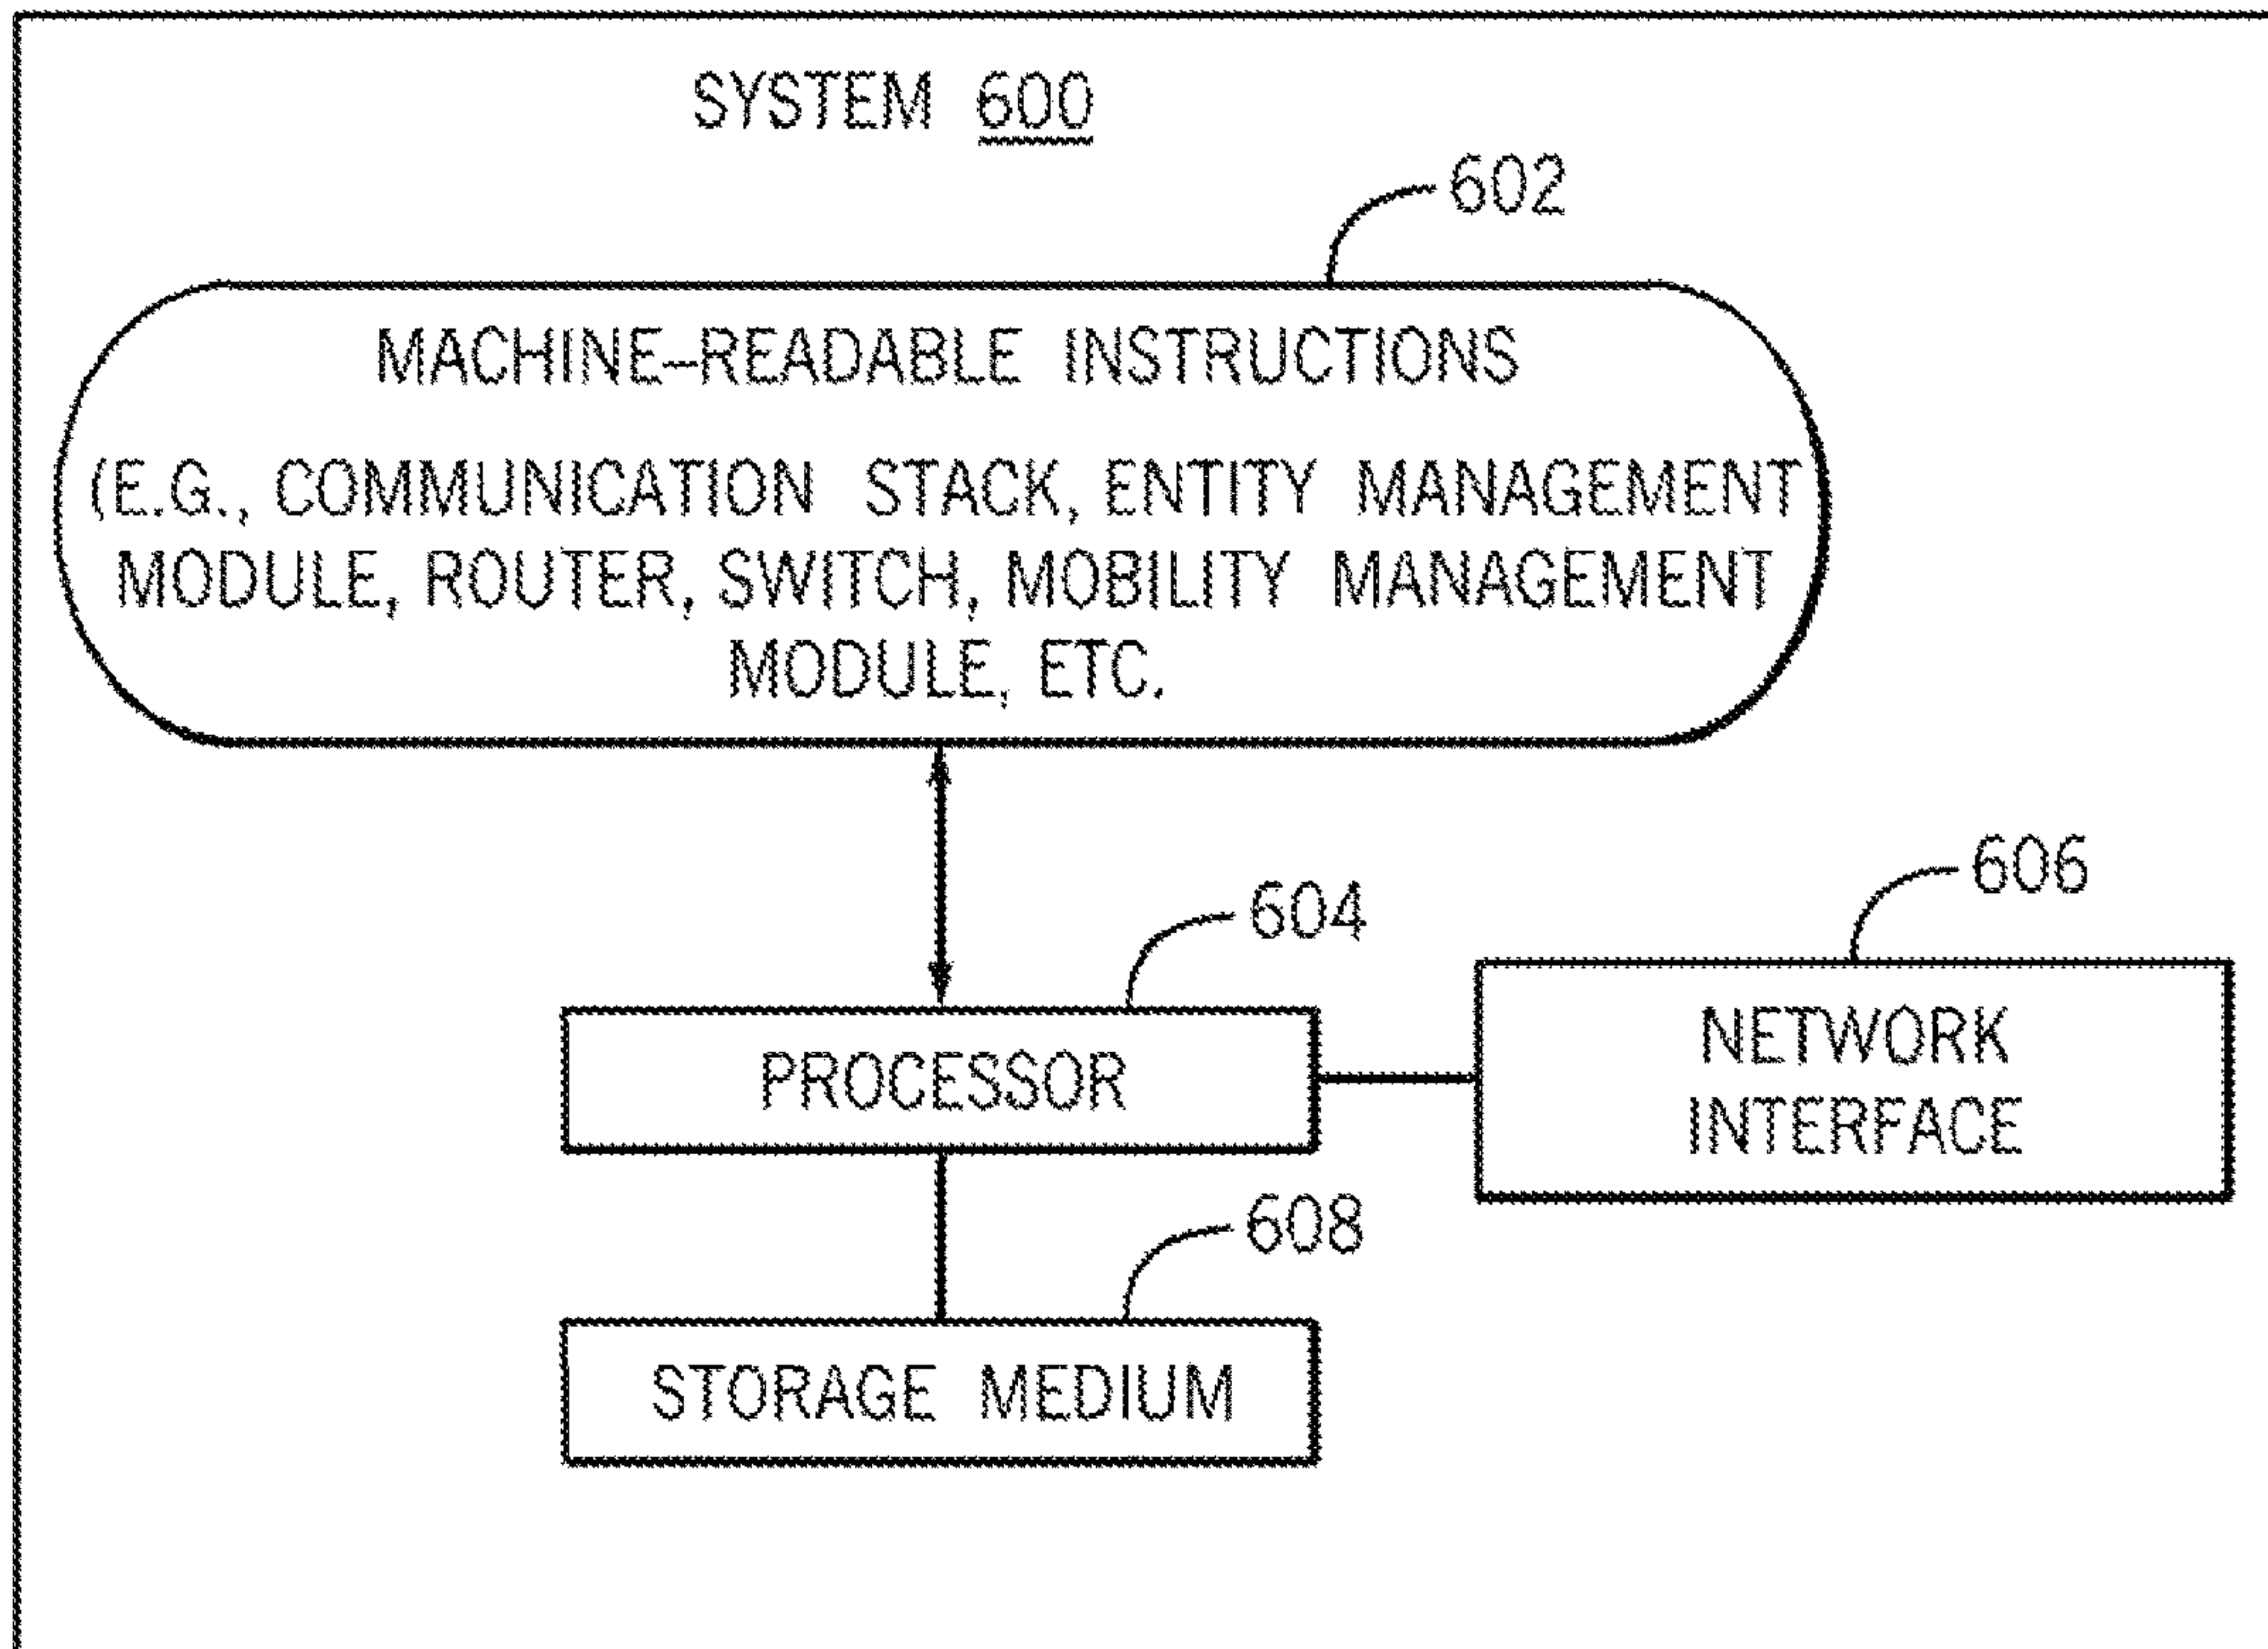 SYSTEM 600
602
MACHINE-READABLE INSTRUCTIONS
(E.G., COMMUNICATION STACK, ENTITY MANAGEMENT
MODULE, ROUTER, SWITCH, MOBILITY MANAGEMENT
MODULE, ETC.
604
606
PROCESSOR
NETWORK
INTERFACE
608
STORAGE MEDIUM